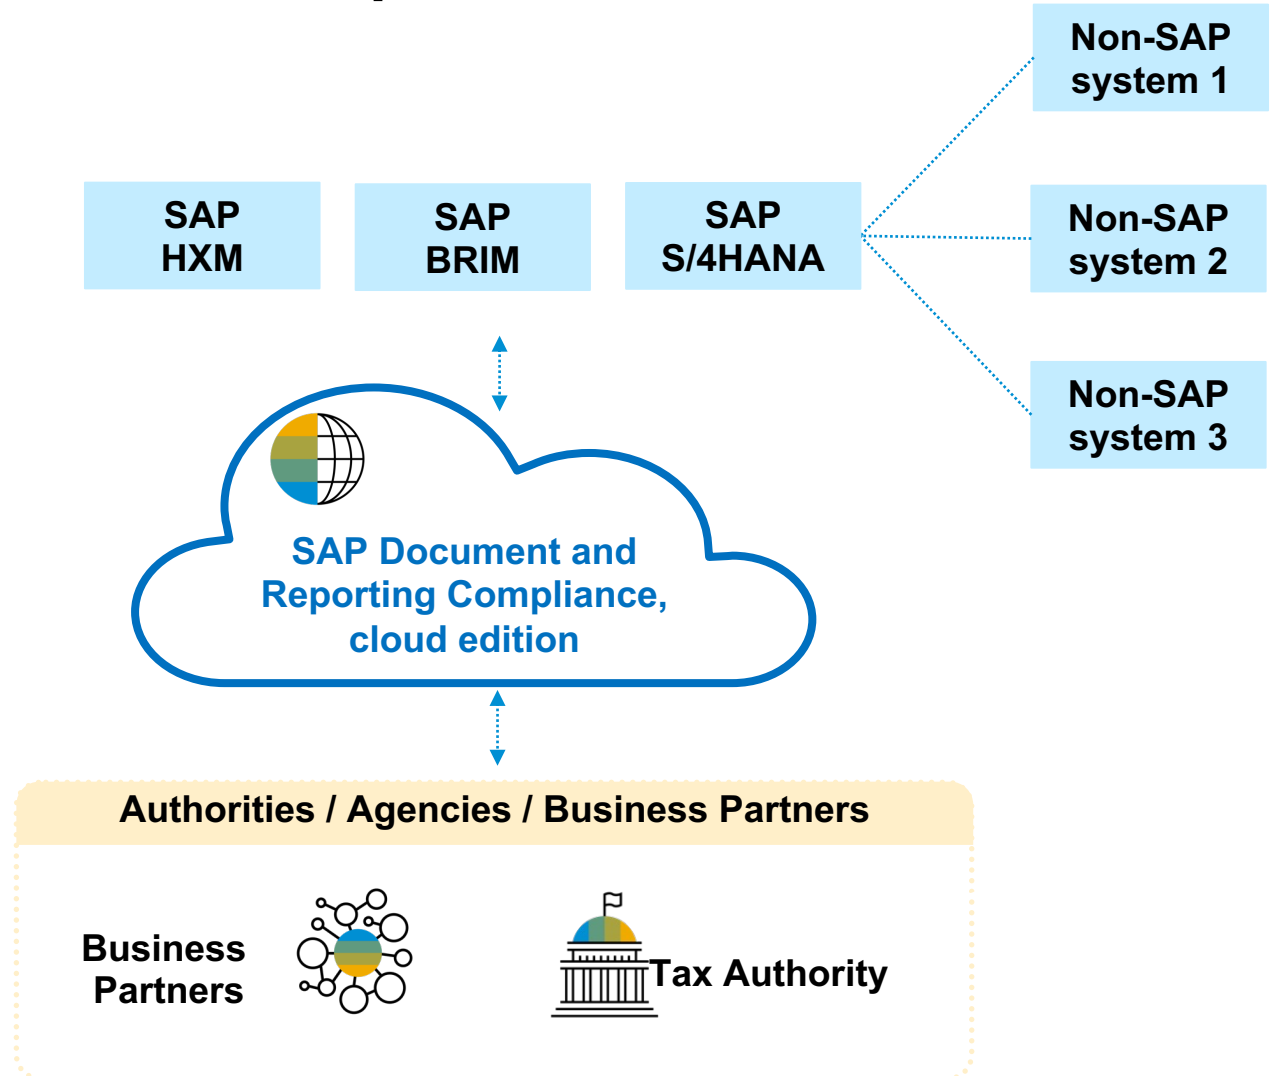 Non-SAP
system 1
SAP
HXM
SAP
BRIM
SAP
S/4HANA
Non-SAP
system 2
Non-SAP
system 3
SAP Document and
Reporting Compliance,
cloud edition
Authorities / Agencies / Business Partners
Business
Partners
Tax Authority